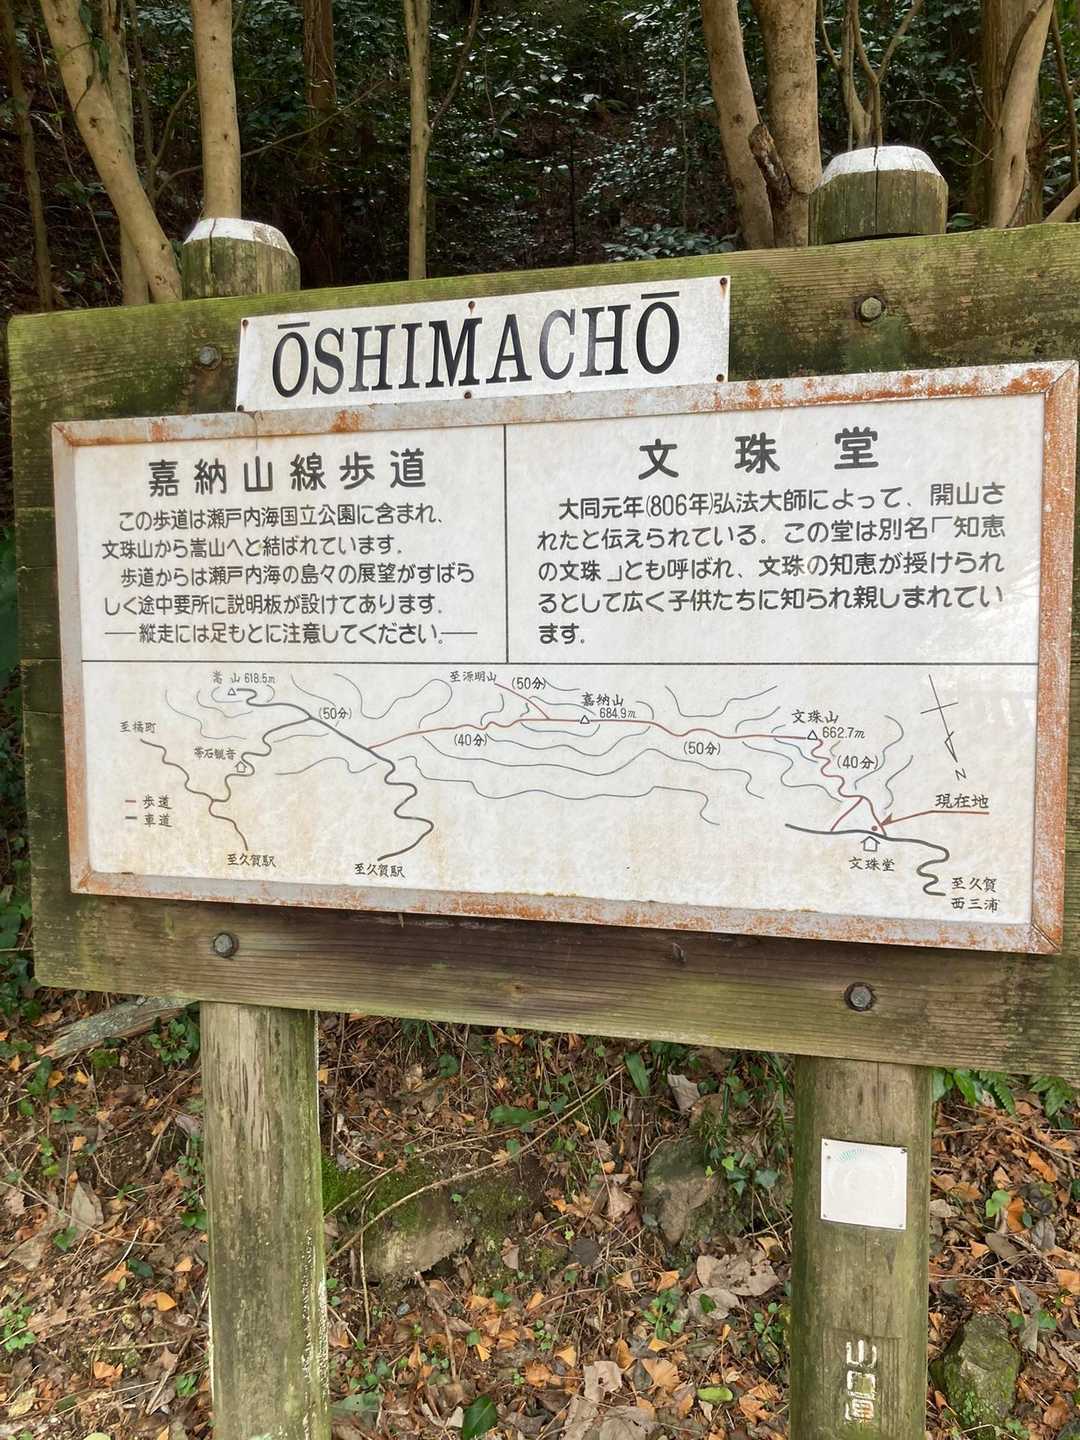 ŌSHIMACHŌ
嘉納山線歩道
この歩道は瀬戸内海国立公園に含まれ、
文珠山から嵩山へと結ばれています。
歩道からは瀬戸内海の島々の展望がすばら
しく途中要所に説明板が設けてあります。
──縦走には足もとに注意してください。──
文珠堂
大同元年(806年)弘法大師によって、開山さ
れたと伝えられている。この堂は別名「知恵
の文珠」とも呼ばれ、文珠の知恵が授けられ
るとして広く子供たちに知られ親しまれてい
ます。
嵩山 618.5m
(50分)
至橘町
帯石観音
歩道
車道
至久賀駅
至久賀駅
至源明山
(50分)
(40分)
嘉納山
684.9m
(50分)
文珠山
662.7m
(40分)
N
現在地
文珠堂
至久賀
西三浦
山口県